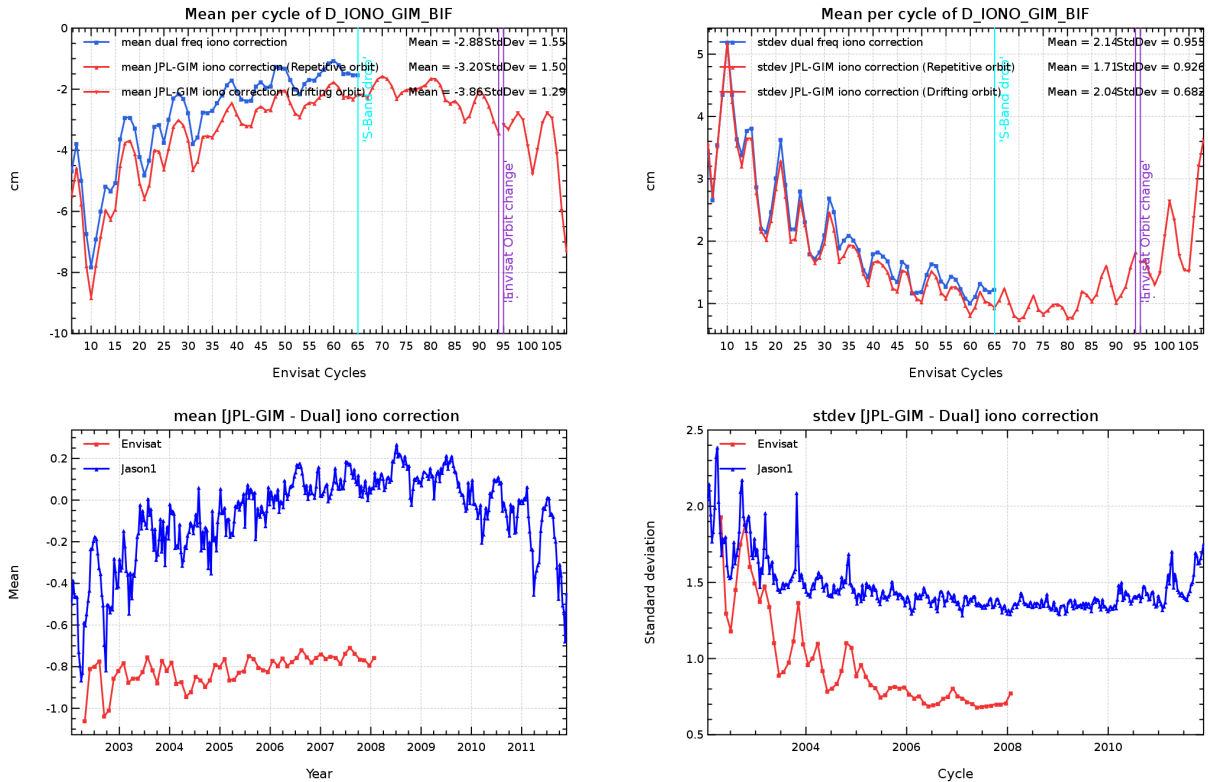 Mean per cycle of D_IONO_GIM_BIF
0
-2
-4
-6
-8
-10
cm
mean dual freq iono correction Mean = -2.88 StdDev = 1.55
mean JPL-GIM iono correction (Repetitive orbit) Mean = -3.20 StdDev = 1.50
mean JPL-GIM iono correction (Drifting orbit) Mean = -3.86 StdDev = 1.29
'S-Band drop'
'Envisat Orbit change'
10 15 20 25 30 35 40 45 50 55 60 65 70 75 80 85 90 95 100 105
Envisat Cycles
Mean per cycle of D_IONO_GIM_BIF
5
4
3
2
1
cm
stdev dual freq iono correction Mean = 2.14 StdDev = 0.955
stdev JPL-GIM iono correction (Repetitive orbit) Mean = 1.71 StdDev = 0.926
stdev JPL-GIM iono correction (Drifting orbit) Mean = 2.04 StdDev = 0.682
'S-Band drop'
'Envisat Orbit change'
10 15 20 25 30 35 40 45 50 55 60 65 70 75 80 85 90 95 100 105
Envisat Cycles
mean [JPL-GIM - Dual] iono correction
0.2
0.0
-0.2
-0.4
-0.6
-0.8
-1.0
Mean
Envisat
Jason1
2003 2004 2005 2006 2007 2008 2009 2010 2011
Year
stdev [JPL-GIM - Dual] iono correction
2.5
2.0
1.5
1.0
0.5
Standard deviation
Envisat
Jason1
2004 2006 2008 2010
Cycle